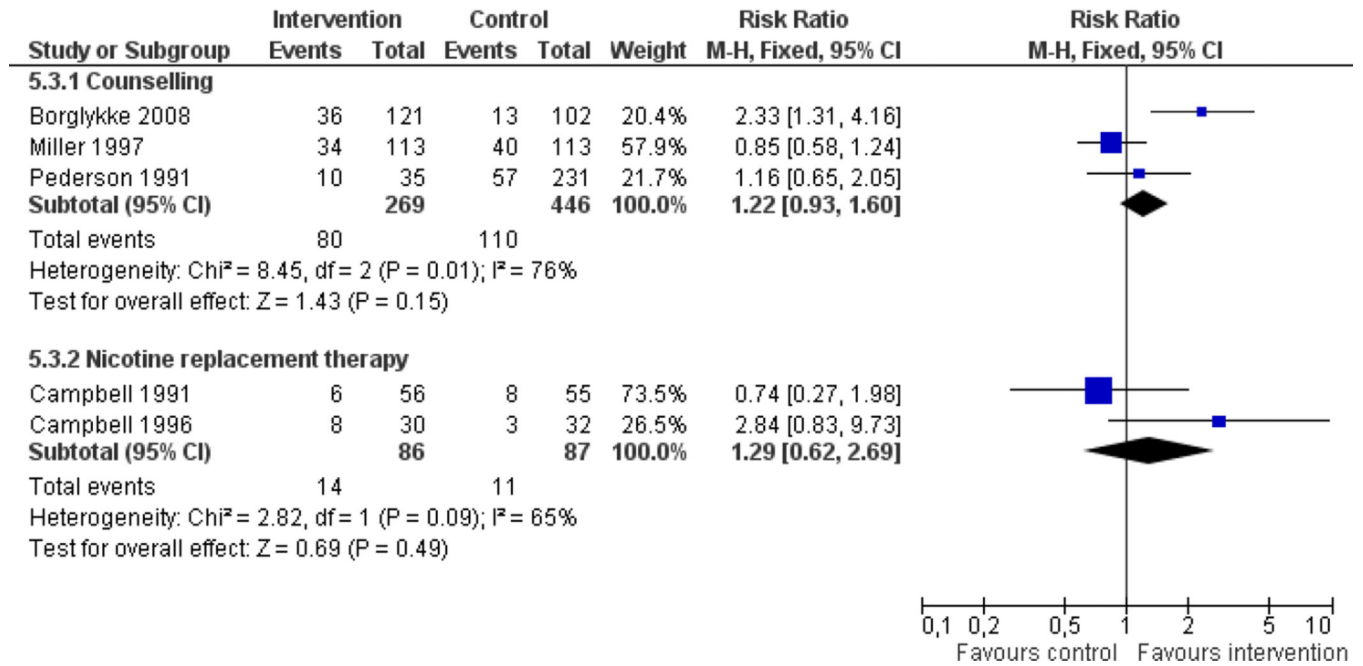 Intervention Control Risk Ratio Risk Ratio
Study or Subgroup Events Total Events Total Weight M-H, Fixed, 95% CI M-H, Fixed, 95% CI
5.3.1 Counselling
Borglykke 2008 36 121 13 102 20.4% 2.33 [1.31, 4.16]
Miller 1997 34 113 40 113 57.9% 0.85 [0.58, 1.24]
Pederson 1991 10 35 57 231 21.7% 1.16 [0.65, 2.05]
Subtotal (95% CI) 269 446 100.0% 1.22 [0.93, 1.60]
Total events 80 110
Heterogeneity: Chi² = 8.45, df = 2 (P = 0.01); I² = 76%
Test for overall effect: Z = 1.43 (P = 0.15)
5.3.2 Nicotine replacement therapy
Campbell 1991 6 56 8 55 73.5% 0.74 [0.27, 1.98]
Campbell 1996 8 30 3 32 26.5% 2.84 [0.83, 9.73]
Subtotal (95% CI) 86 87 100.0% 1.29 [0.62, 2.69]
Total events 14 11
Heterogeneity: Chi² = 2.82, df = 1 (P = 0.09); I² = 65%
Test for overall effect: Z = 0.69 (P = 0.49)
0,1 0,2 0,5 1 2 5 10
Favours control Favours intervention